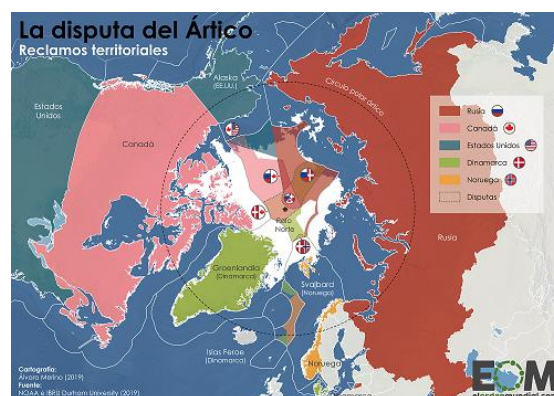 La disputa del Ártico
Reclamos territoriales
Alaska
(EE.UU.)
Círculo polar ártico
Estados
Unidos
Canadá
Rusia
Canadá
Estados Unidos
Dinamarca
Noruega
Disputas
Polo
Norte
Rusia
Groenlandia
(Dinamarca)
Svalbard
(Noruega)
Islas Feroe
(Dinamarca)
Noruega
Cartografía:
Álvaro Merino (2019)
Fuente:
NOAA e IBRU Durham University (2019)
EOM